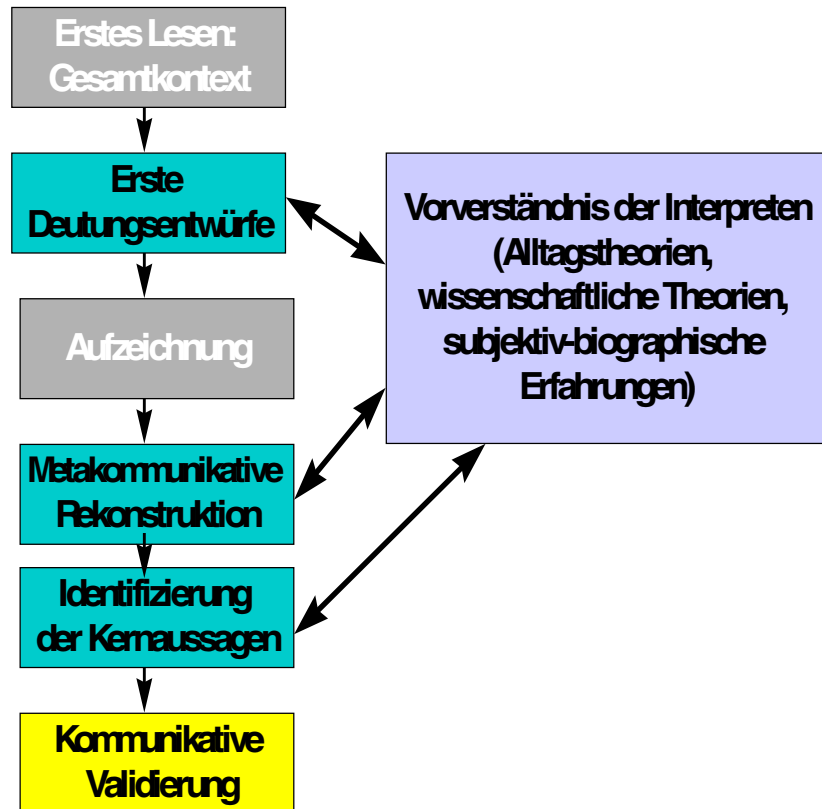 Erstes Lesen:
Gesamtkontext
Erste
Deutungsentwürfe
Aufzeichnung
Metakommunikative
Rekonstruktion
Identifizierung
der Kernaussagen
Kommunikative
Validierung
Vorverständnis der Interpreten
(Alltagstheorien,
wissenschaftliche Theorien,
subjektiv-biographische
Erfahrungen)